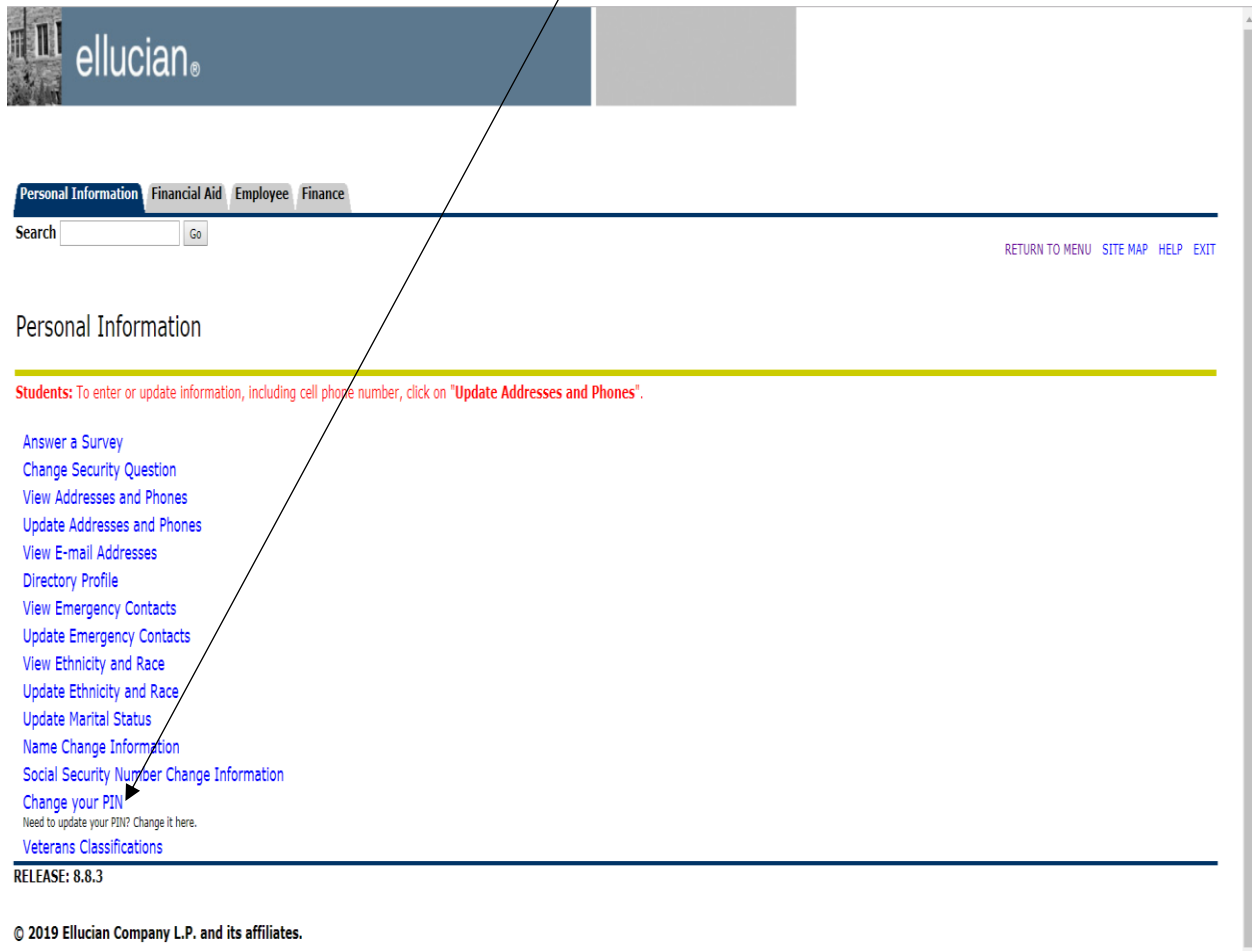 ellucian®
Personal Information Financial Aid Employee Finance
Search Go
RETURN TO MENU SITE MAP HELP EXIT
Personal Information
Students: To enter or update information, including cell phone number, click on "Update Addresses and Phones".
Answer a Survey
Change Security Question
View Addresses and Phones
Update Addresses and Phones
View E-mail Addresses
Directory Profile
View Emergency Contacts
Update Emergency Contacts
View Ethnicity and Race
Update Ethnicity and Race
Update Marital Status
Name Change Information
Social Security Number Change Information
Change your PIN
Need to update your PIN? Change it here.
Veterans Classifications
RELEASE: 8.8.3
© 2019 Ellucian Company L.P. and its affiliates.